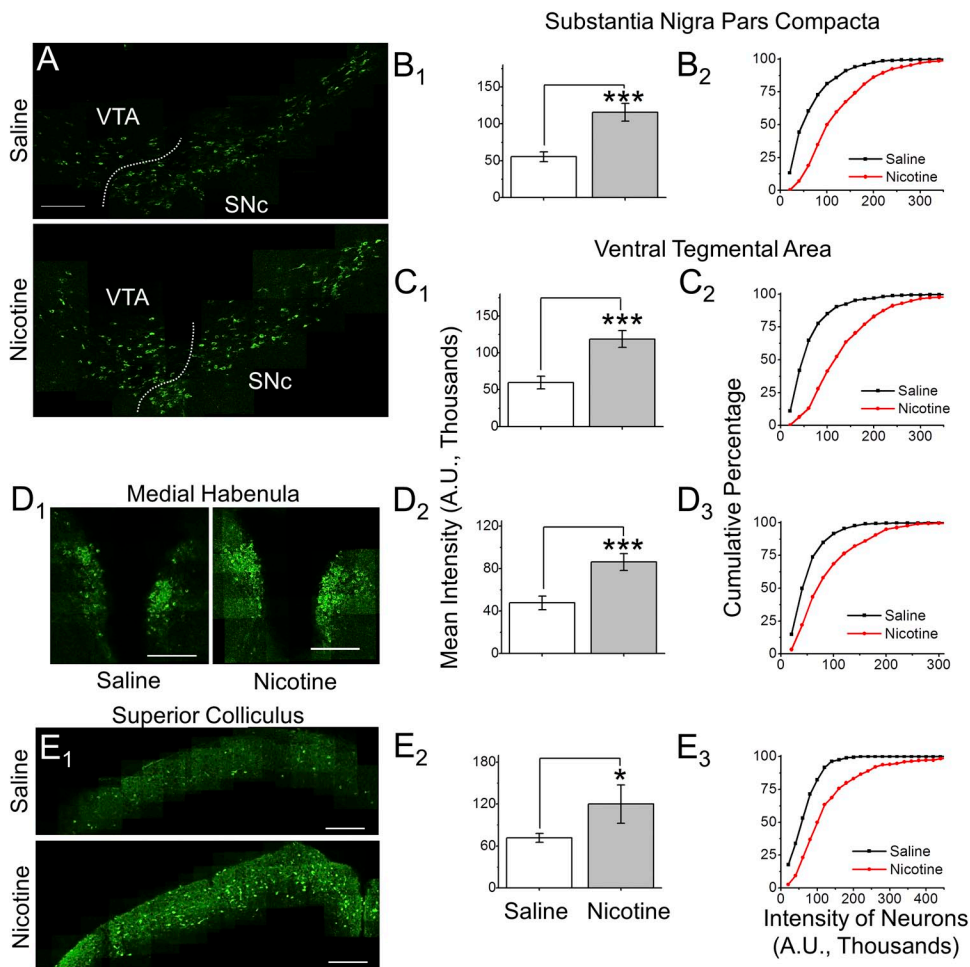 Substantia Nigra Pars Compacta
A
Saline
VTA
SNc
B1
150
100
50
0
***
B2
100
75
50
25
0
Saline
Nicotine
0 100 200 300
Nicotine
VTA
SNc
Ventral Tegmental Area
C1
150
100
50
0
***
C2
100
75
50
25
0
Saline
Nicotine
0 100 200 300
Mean Intensity (A.U., Thousands)
Cumulative Percentage
D1
Medial Habenula
Saline
Nicotine
D2
120
80
40
0
***
D3
100
75
50
25
0
Saline
Nicotine
0 100 200 300
Superior Colliculus
E1
Saline
Nicotine
E2
180
120
60
0
*
Saline
Nicotine
E3
100
75
50
25
0
Saline
Nicotine
0 100 200 300 400
Intensity of Neurons
(A.U., Thousands)